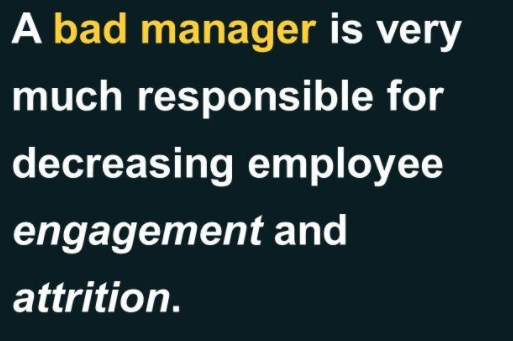 A bad manager is very
much responsible for
decreasing employee
engagement and
attrition.